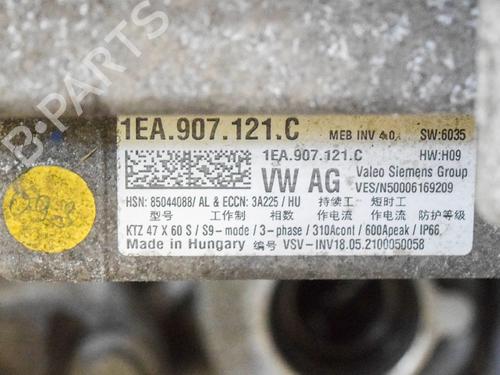 B-PARTS
1EA.907.121.C MEB INV 4.0. SW:6035
1EA.907.121.C HW:H09
VW AG Valeo Siemens Group
VES/N50006169209
HSN: 85044088/ AL & ECCN: 3A225 / HU 持续工 短时工
型号 工作制 相数 作电流 作电流 防护等级
KTZ 47 X 60 S / S9-mode / 3-phase / 310Acont / 600Apeak / IP66
Made in Hungary 编号 VSV-INV18.05.2100050058